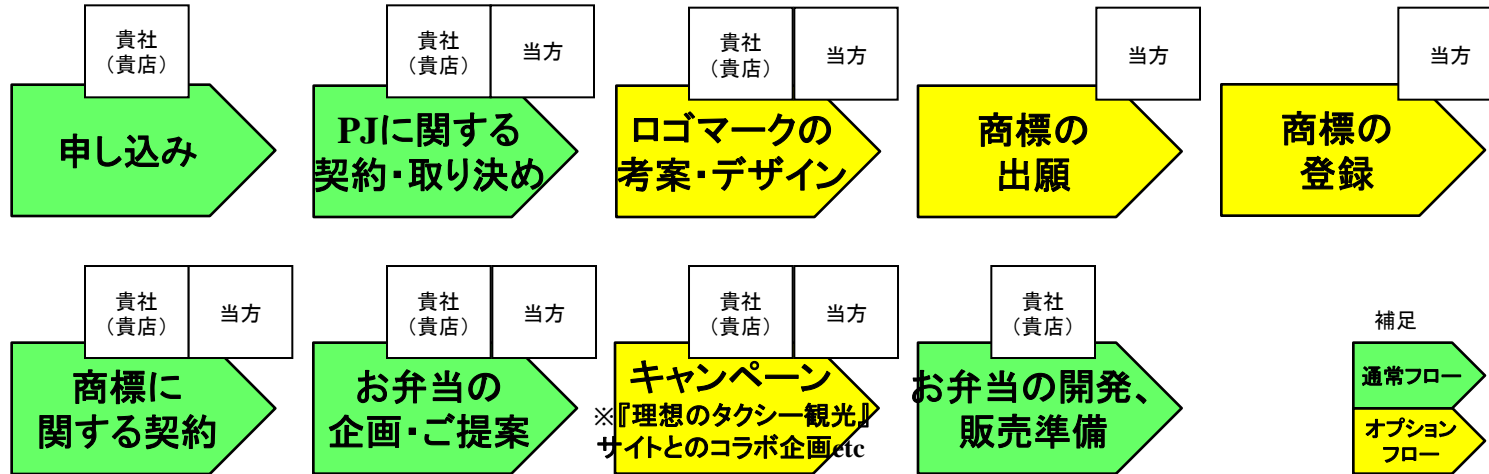 貴社
（貴店）
申し込み
貴社
（貴店）
当方
PJに関する
契約・取り決め
貴社
（貴店）
当方
ロゴマークの
考案・デザイン
当方
商標の
出願
当方
商標の
登録
貴社
（貴店）
当方
商標に
関する契約
貴社
（貴店）
当方
お弁当の
企画・ご提案
貴社
（貴店）
当方
キャンペーン
※『理想のタクシー観光』
サイトとのコラボ企画etc
貴社
（貴店）
お弁当の開発、
販売準備
補足
通常フロー
オプション
フロー